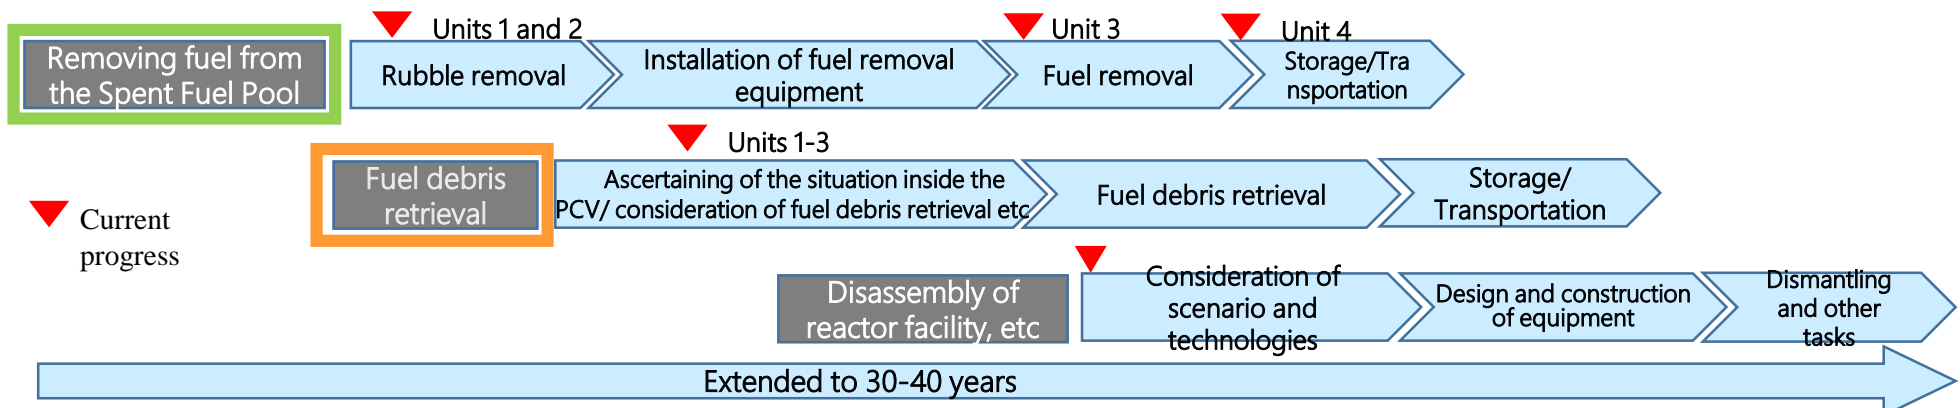 Units 1 and 2
Unit 3
Unit 4
Removing fuel from
the Spent Fuel Pool
Rubble removal
Installation of fuel removal
equipment
Fuel removal
Storage/Tra
nsportation
Units 1-3
Fuel debris
retrieval
Ascertaining of the situation inside the
PCV/ consideration of fuel debris retrieval etc
Fuel debris retrieval
Storage/
Transportation
Current
progress
Disassembly of
reactor facility, etc
Consideration of
scenario and
technologies
Design and construction
of equipment
Dismantling
and other
tasks
Extended to 30-40 years